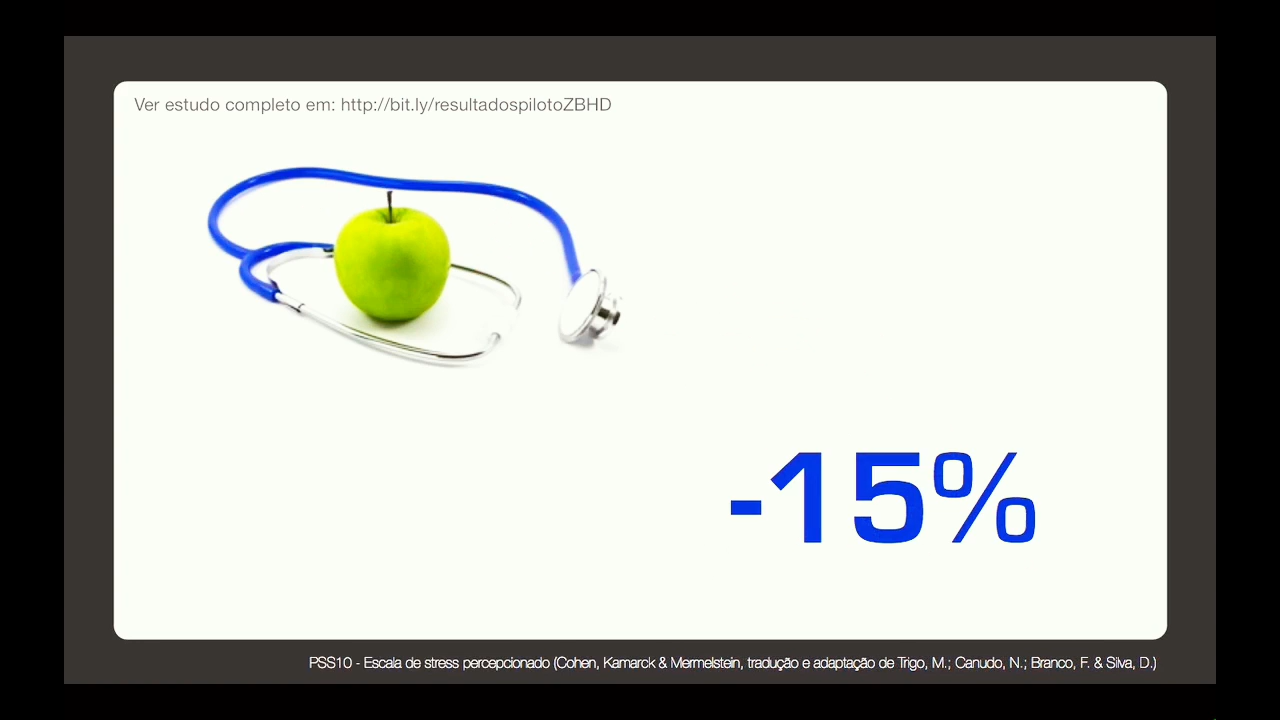 Ver estudo completo em: http://bit.ly/resultadospilotoZBHD
-15%
PSS10 - Escala de stress percepcionado (Cohen, Kamarck & Mermelstein, tradução e adaptação de Trigo, M.; Canudo, N.; Branco, F. & Silva, D.)